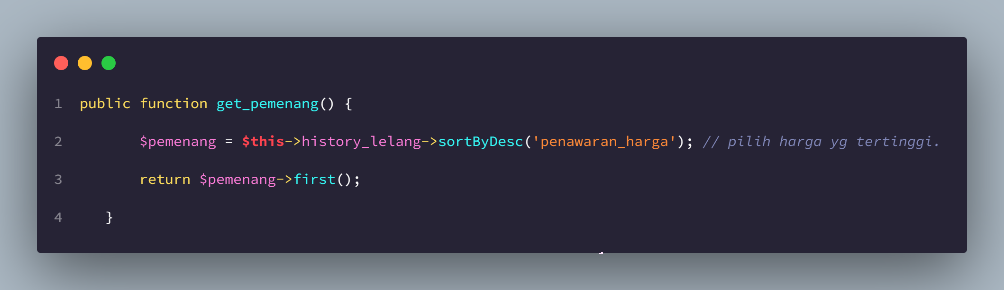 1 public function get_pemenang() {
2 $pemenang = $this->history_lelang->sortByDesc('penawaran_harga'); // pilih harga yg tertinggi.
3 return $pemenang->first();
4 }